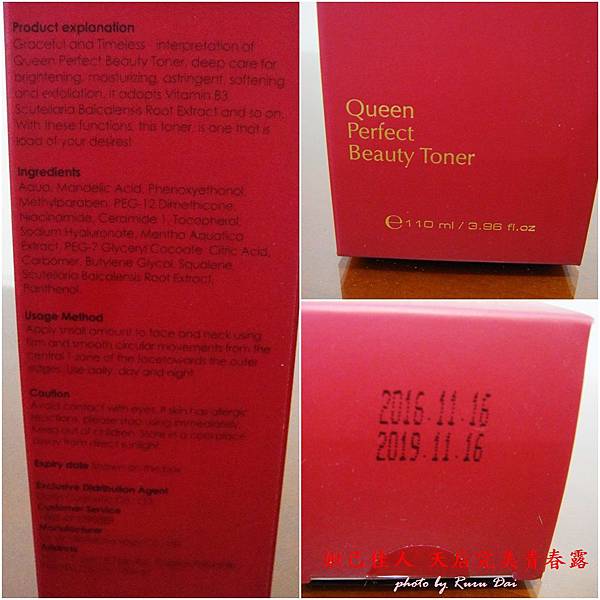 Product explanation
Graceful and Timeless - interpretation of
Queen Perfect Beauty Toner, deep care for
brightening, moisturizing, astringent, softening
and exfoliation, it adopts Vitamin B3
Scutellaria Baicalensis Root Extract and so on.
With these functions, this toner, is one that is
load of your desires!
Ingredients
Aqua, Mandelic Acid, Phenoxyethanol,
Methylparaben, PEG-12 Dimethicone,
Niacinamide, Ceramide 1, Tocopherol,
Sodium Hyaluronate, Mentha Aquatica
Extract, PEG-7 Glyceryl Cocoate, Citric Acid,
Carbomer, Butylene Glycol, Squalene,
Scutellaria Baicalensis Root Extract,
Panthenol.
Usage Method
Apply small amount to face and neck using
firm and smooth circular movements from the
central T zone of the facetowards the outer
edges. Use daily, day and night.
Caution
Avoid contact with eyes. If skin has allergic
reactions, please stop using immediately.
Keep out of children. Store in a cool place
away from direct sunlight.
Expiry date Shown on the box
Exclusive Distribution Agent
Customer Service
Manufacturer
Address
Queen
Perfect
Beauty Toner
℮ 110 ml / 3.96 fl.oz
2016.11.16
2019.11.16
妲己佳人 天后完美青春露
photo by Ruru Dai